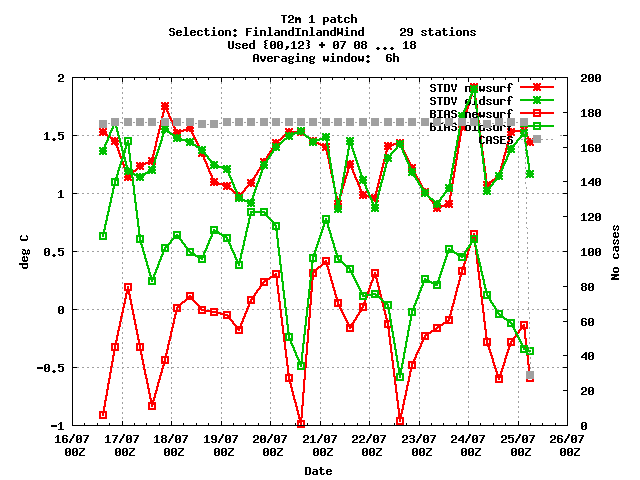 T2m 1 patch
Selection: FinlandInlandWind 29 stations
Used {00,12} + 07 08 ... 18
Averaging window: 6h
STDV newsurf
STDV oldsurf
BIAS newsurf
BIAS oldsurf
CASES
2
1.5
1
0.5
0
-0.5
-1
deg C
200
180
160
140
120
100
80
60
40
20
0
No cases
16/07 17/07 18/07 19/07 20/07 21/07 22/07 23/07 24/07 25/07 26/07
00Z 00Z 00Z 00Z 00Z 00Z 00Z 00Z 00Z 00Z 00Z
Date